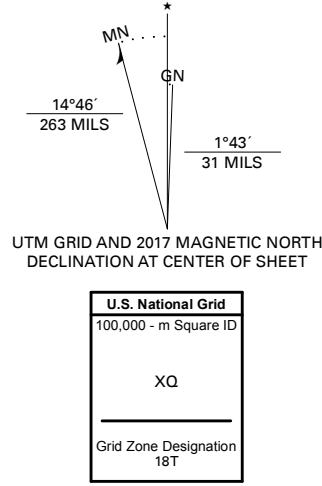 ★
MN
GN
14°46´
263 MILS
1°43´
31 MILS
UTM GRID AND 2017 MAGNETIC NORTH
DECLINATION AT CENTER OF SHEET
U.S. National Grid
100,000 - m Square ID
XQ
Grid Zone Designation
18T